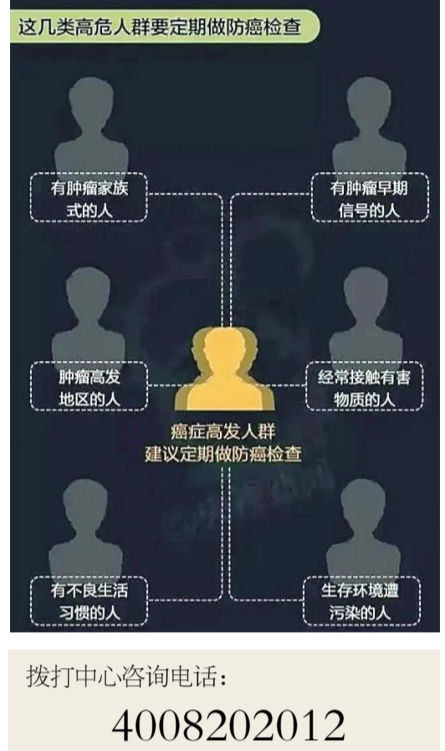 这几类高危人群要定期做防癌检查
有肿瘤家族
式的人
有肿瘤早期
信号的人
肿瘤高发
地区的人
经常接触有害
物质的人
癌症高发人群
建议定期做防癌检查
有不良生活
习惯的人
生存环境遭
污染的人
拨打中心咨询电话：
4008202012